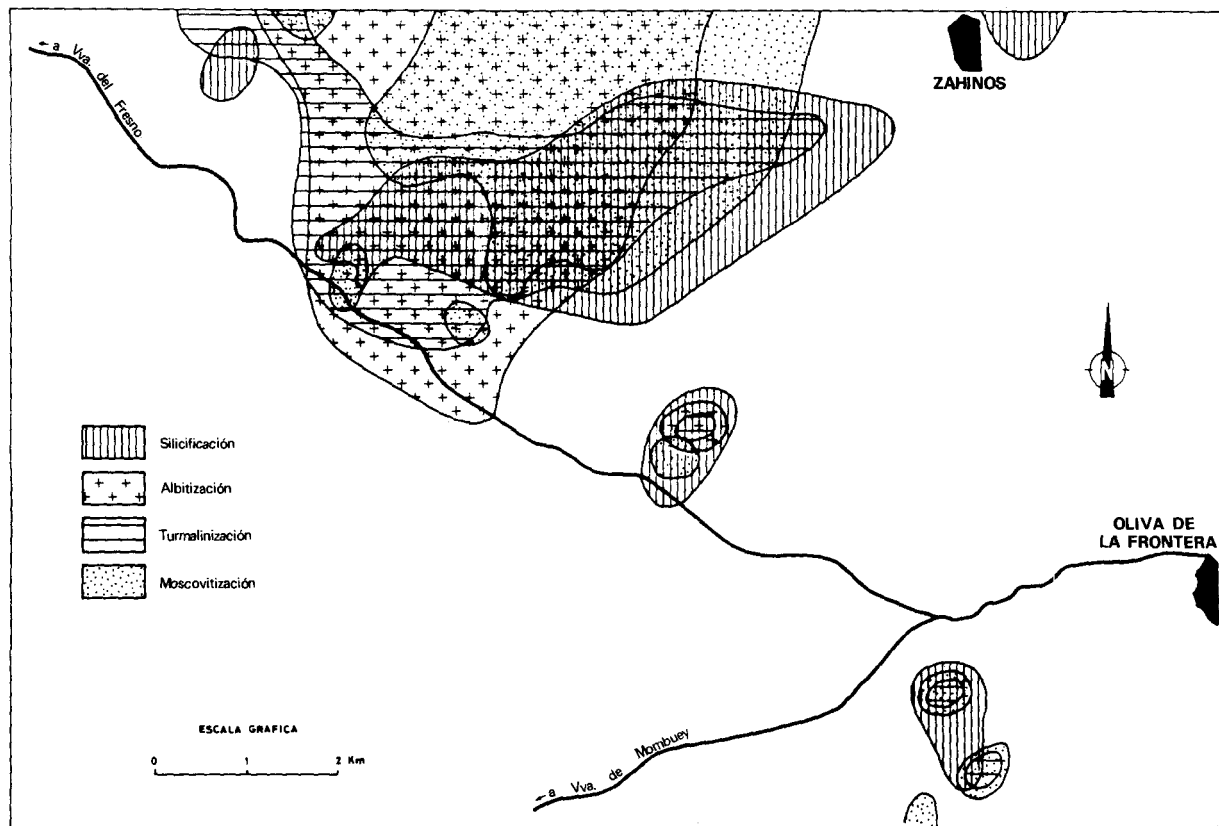 ← a Vva. del Fresno
ZAHINOS
N
Silicificación
Albitización
Turmalinización
Moscovitización
OLIVA DE
LA FRONTERA
ESCALA GRAFICA
0 1 2 Km
← a Vva. de Mombuey